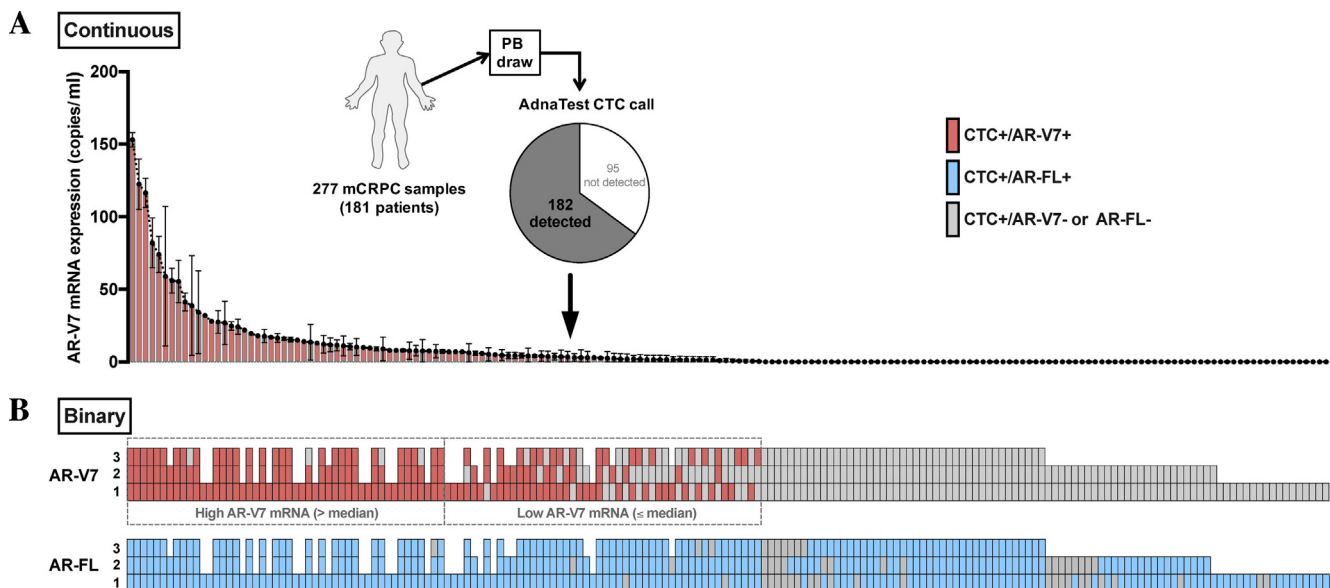 A
Continuous
AR-V7 mRNA expression (copies/ml)
200
150
100
50
0
PB
draw
AdnaTest CTC call
95
not detected
182
detected
277 mCRPC samples
(181 patients)
CTC+/AR-V7+
CTC+/AR-FL+
CTC+/AR-V7- or AR-FL-
B
Binary
AR-V7
3
2
1
High AR-V7 mRNA (> median)
Low AR-V7 mRNA (≤ median)
AR-FL
3
2
1